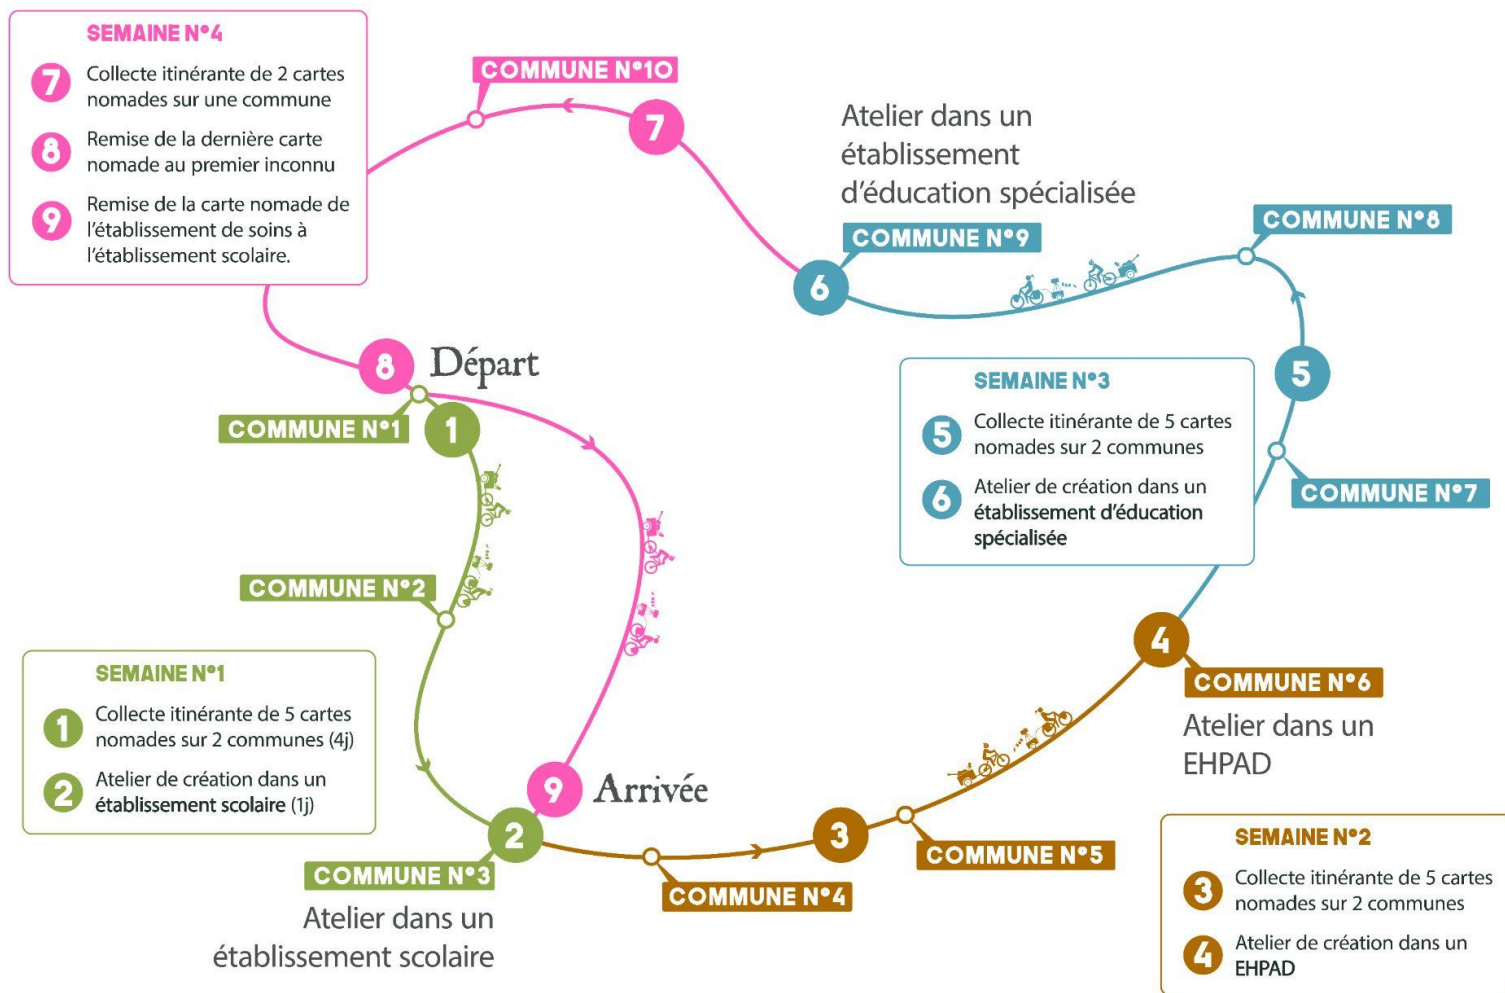 SEMAINE N°4
7
Collecte itinérante de 2 cartes
nomades sur une commune
8
Remise de la dernière carte
nomade au premier inconnu
9
Remise de la carte nomade de
l'établissement de soins à
l'établissement scolaire.
COMMUNE N°10
7
Atelier dans un
établissement
d'éducation spécialisée
COMMUNE N°9
6
COMMUNE N°8
8
Départ
COMMUNE N°1
1
SEMAINE N°3
5
Collecte itinérante de 5 cartes
nomades sur 2 communes
6
Atelier de création dans un
établissement d'éducation
spécialisée
5
COMMUNE N°7
COMMUNE N°2
4
COMMUNE N°6
Atelier dans un
EHPAD
SEMAINE N°1
1
Collecte itinérante de 5 cartes
nomades sur 2 communes (4j)
2
Atelier de création dans un
établissement scolaire (1j)
9
Arrivée
2
COMMUNE N°3
Atelier dans un
établissement scolaire
3
COMMUNE N°5
COMMUNE N°4
SEMAINE N°2
3
Collecte itinérante de 5 cartes
nomades sur 2 communes
4
Atelier de création dans un
EHPAD